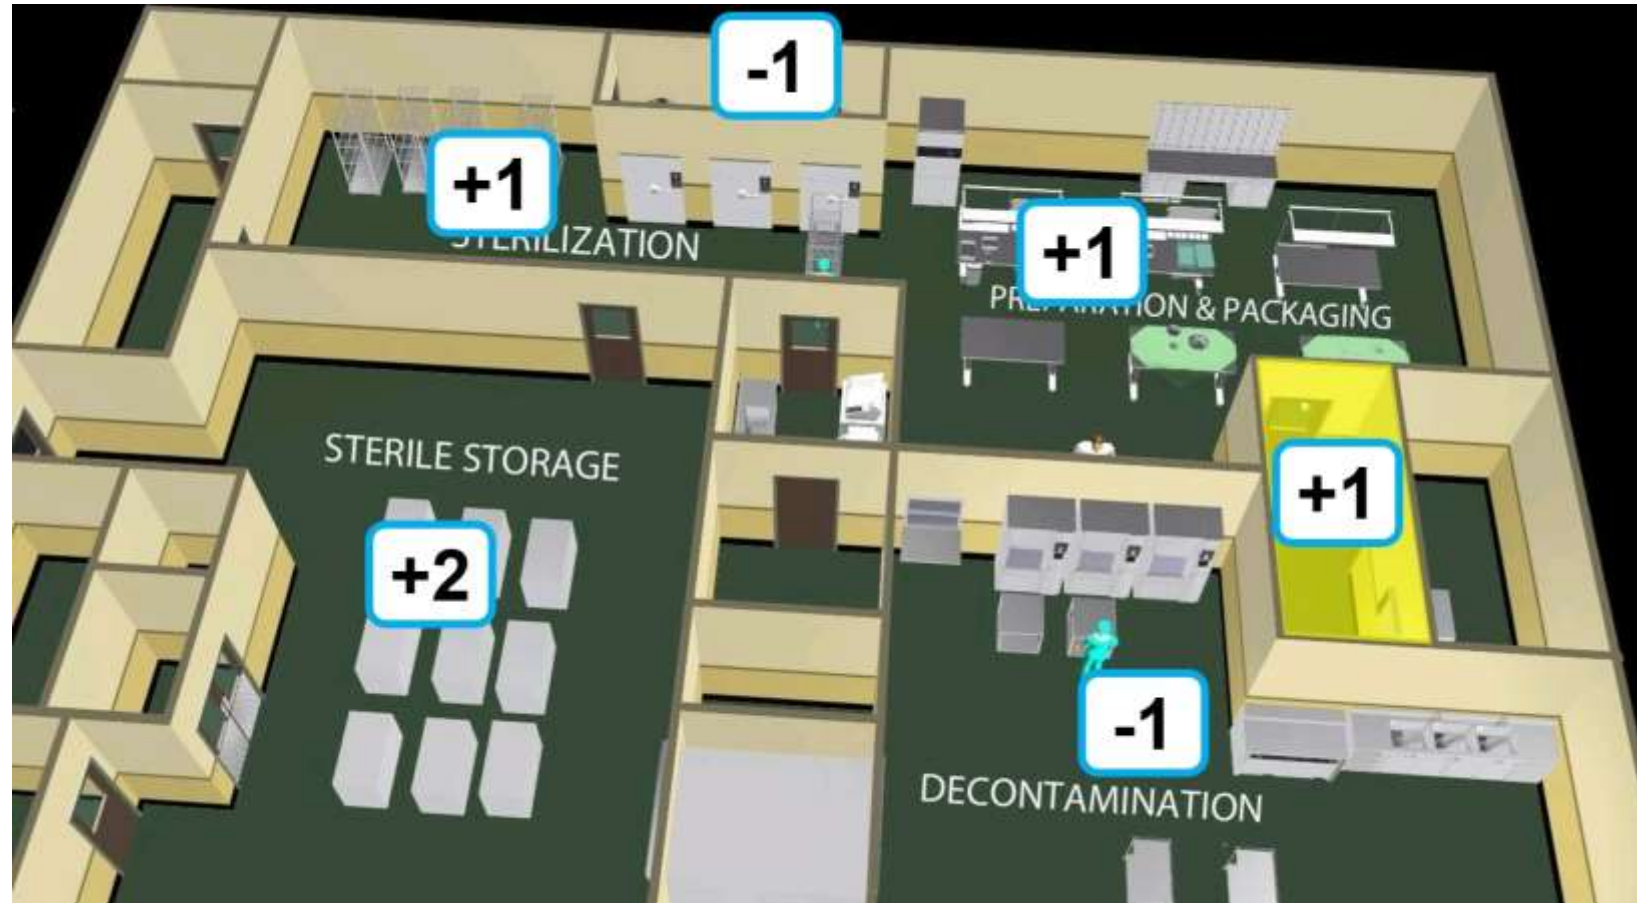 -1
+1
STERILIZATION
+1
PREPARATION & PACKAGING
STERILE STORAGE
+1
+2
-1
DECONTAMINATION